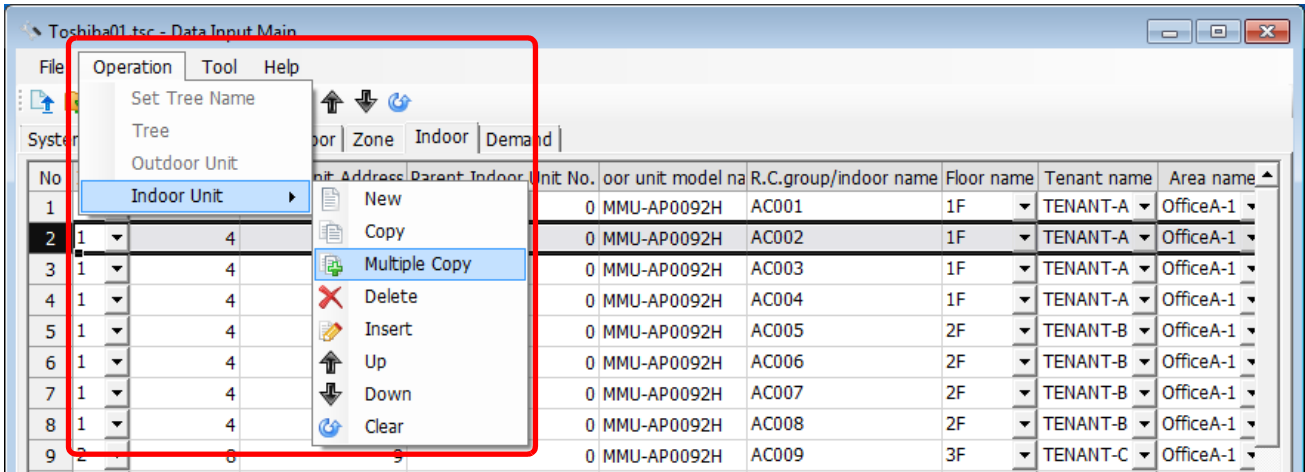 Toshiba01.tsc - Data Input Main
File Operation Tool Help
Set Tree Name
Tree
Outdoor Unit
Indoor Unit
Zone Indoor Demand
No Parent Indoor Unit No. oor unit model na R.C.group/indoor name Floor name Tenant name Area name
New
Copy
Multiple Copy
Delete
Insert
Up
Down
Clear
1 0 MMU-AP0092H AC001 1F TENANT-A OfficeA-1
2 1 4 0 MMU-AP0092H AC002 1F TENANT-A OfficeA-1
3 1 4 0 MMU-AP0092H AC003 1F TENANT-A OfficeA-1
4 1 4 0 MMU-AP0092H AC004 1F TENANT-A OfficeA-1
5 1 4 0 MMU-AP0092H AC005 2F TENANT-B OfficeA-1
6 1 4 0 MMU-AP0092H AC006 2F TENANT-B OfficeA-1
7 1 4 0 MMU-AP0092H AC007 2F TENANT-B OfficeA-1
8 1 4 0 MMU-AP0092H AC008 2F TENANT-B OfficeA-1
9 2 8 9 0 MMU-AP0092H AC009 3F TENANT-C OfficeA-1